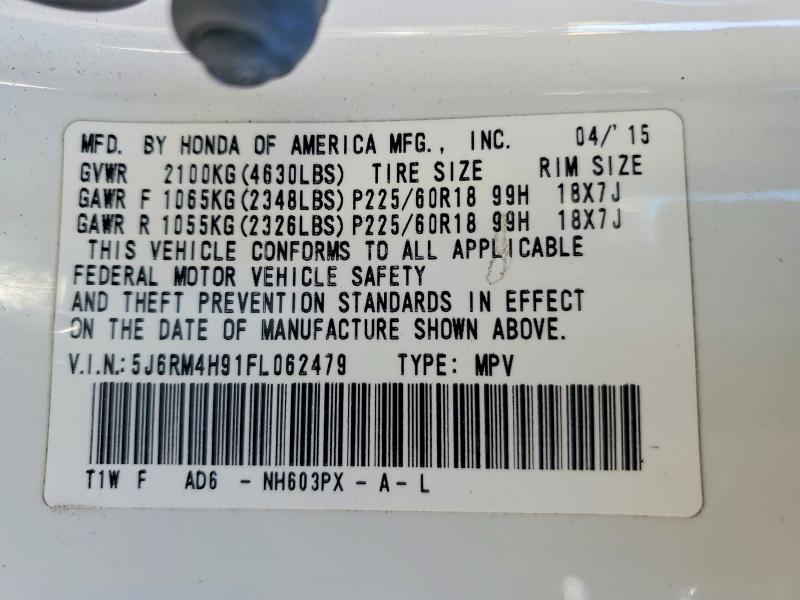 MFD. BY HONDA OF AMERICA MFG., INC. 04/'15
GVWR 2100KG(4630LBS) TIRE SIZE RIM SIZE
GAWR F 1065KG(2348LBS) P225/60R18 99H 18X7J
GAWR R 1055KG(2326LBS) P225/60R18 99H 18X7J
THIS VEHICLE CONFORMS TO ALL APPLICABLE
FEDERAL MOTOR VEHICLE SAFETY
AND THEFT PREVENTION STANDARDS IN EFFECT
ON THE DATE OF MANUFACTURE SHOWN ABOVE.
V.I.N.:5J6RM4H91FL062479 TYPE: MPV
T1W F AD6 - NH603PX - A - L